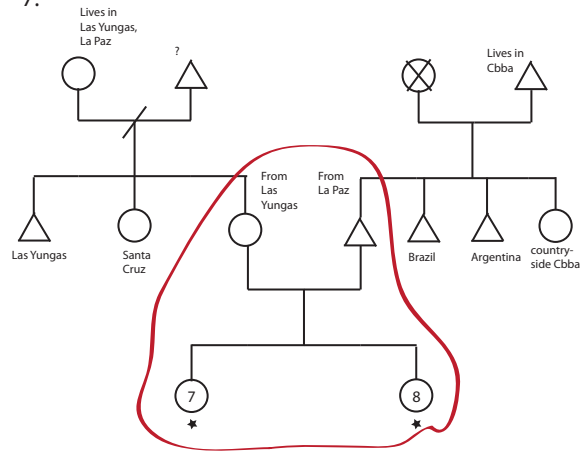 7.
Lives in
Las Yungas,
La Paz
?
Lives in
Cbba
From
Las
Yungas
From
La Paz
Las Yungas
Santa
Cruz
Brazil
Argentina
country-
side Cbba
7
8